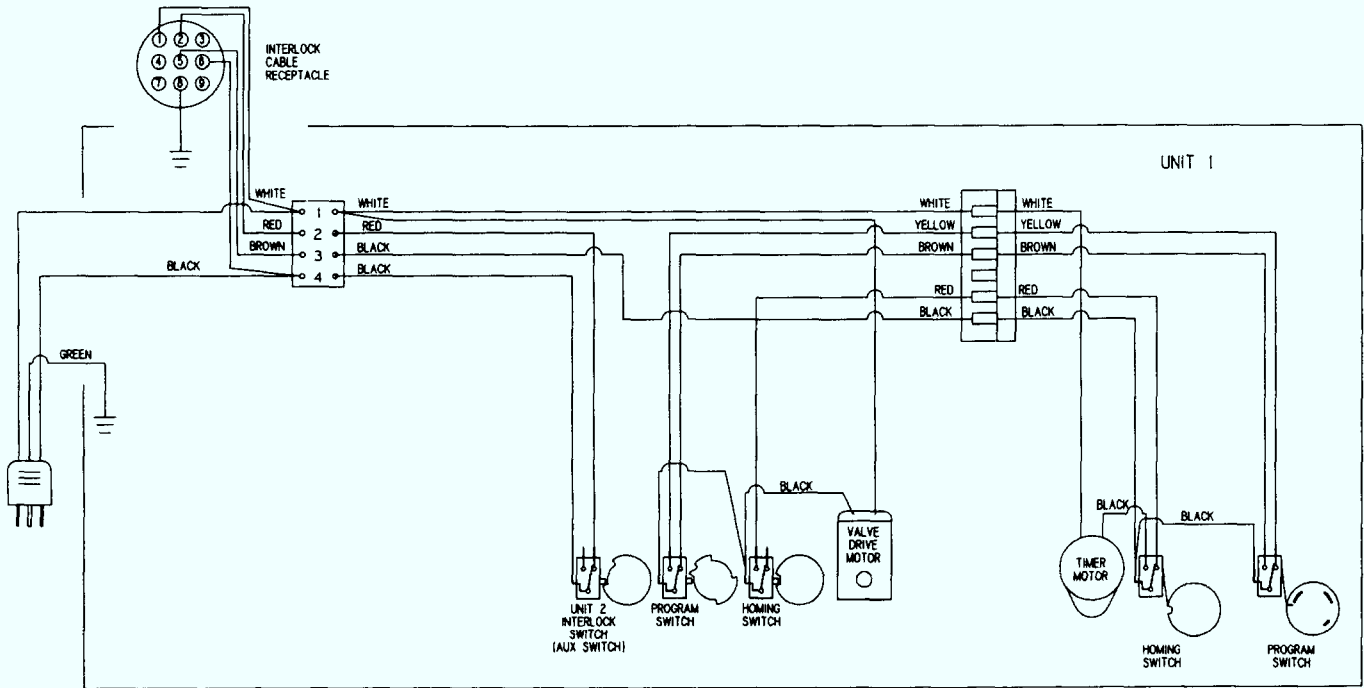 1 2 3
4 5 6
7 8 9
INTERLOCK
CABLE
RECEPTACLE
UNIT 1
WHITE
RED
BROWN
BLACK
1
2
3
4
WHITE
RED
BLACK
BLACK
WHITE
YELLOW
BROWN
RED
BLACK
WHITE
YELLOW
BROWN
RED
BLACK
GREEN
BLACK
VALVE
DRIVE
MOTOR
BLACK
BLACK
TIMER
MOTOR
UNIT 2
INTERLOCK
SWITCH
(AUX SWITCH)
PROGRAM
SWITCH
HOMING
SWITCH
HOMING
SWITCH
PROGRAM
SWITCH